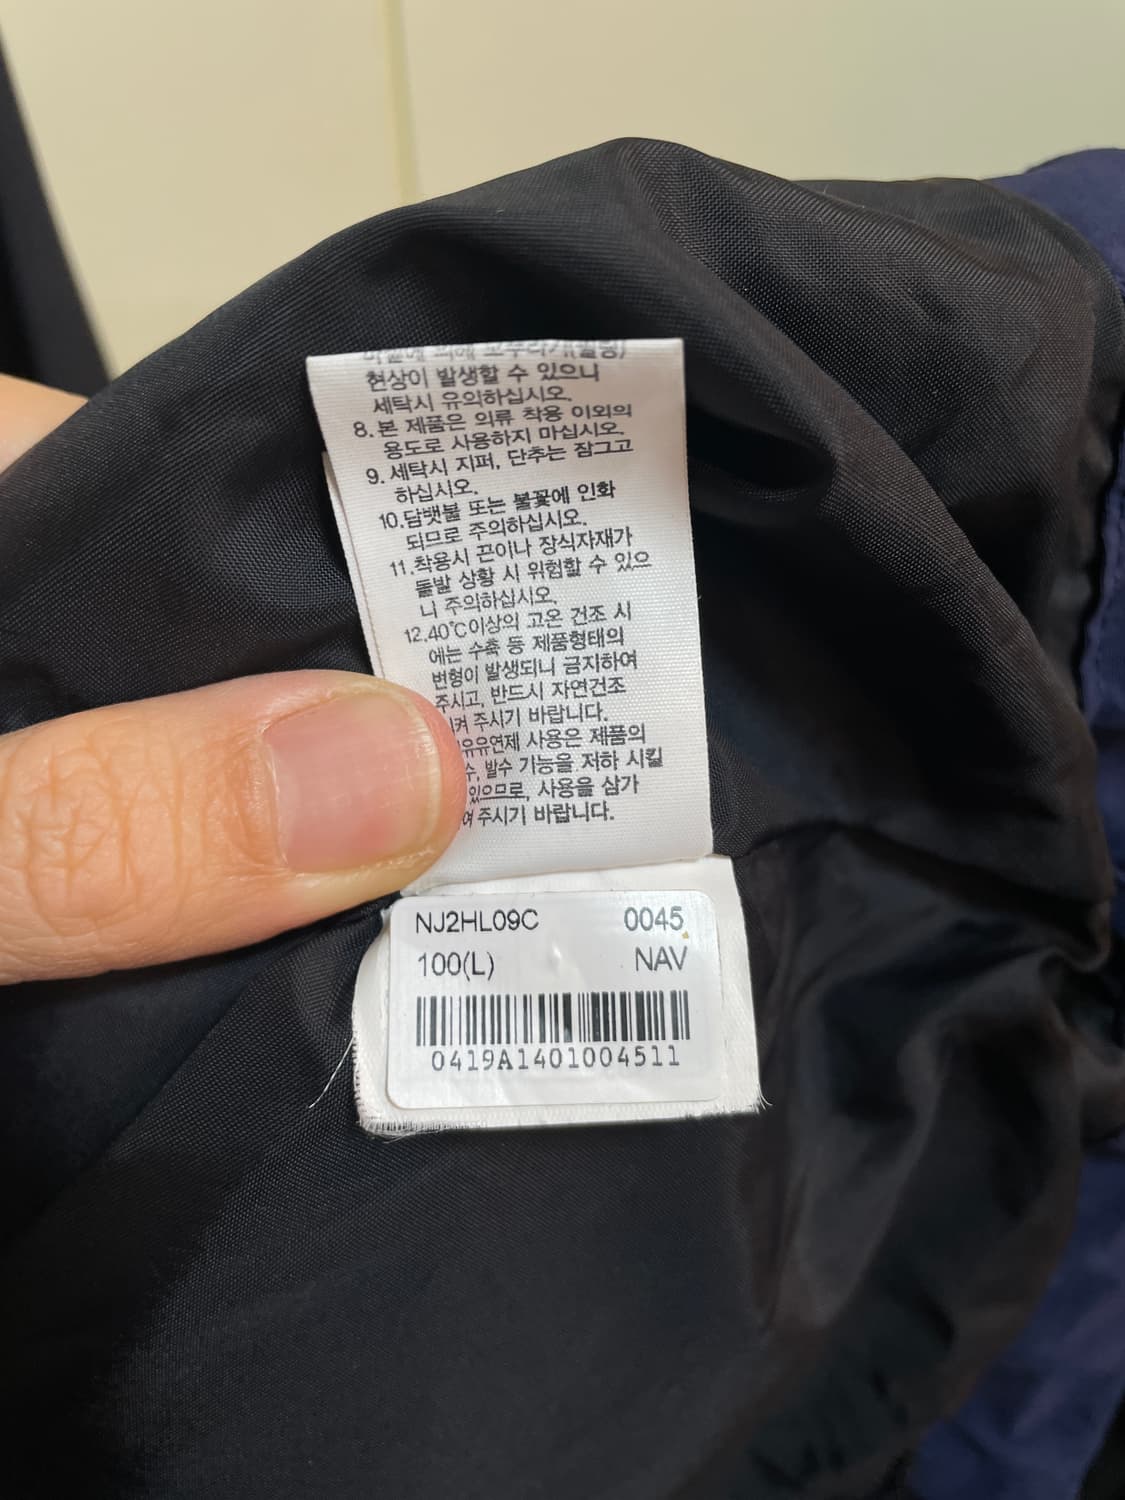 현상이 발생할 수 있으니
세탁시 유의하십시오.
8.본 제품은 의류 착용 이외의
용도로 사용하지 마십시오.
9.세탁시 지퍼, 단추는 잠그고
하십시오.
10.담뱃불 또는 불꽃에 인화
되므로 주의하십시오.
11.착용시 끈이나 장식자재가
돌발 상황 시 위험할 수 있으
니 주의하십시오.
12.40℃이상의 고온 건조 시
에는 수축 등 제품형태의
변형이 발생되니 금지하여
주시고, 반드시 자연건조
켜 주시기 바랍니다.
유유연제 사용은 제품의
수, 발수 기능을 저하 시킬
있으므로, 사용을 삼가
여 주시기 바랍니다.
NJ2HL09C 0045
100(L) NAV
0419A1401004511